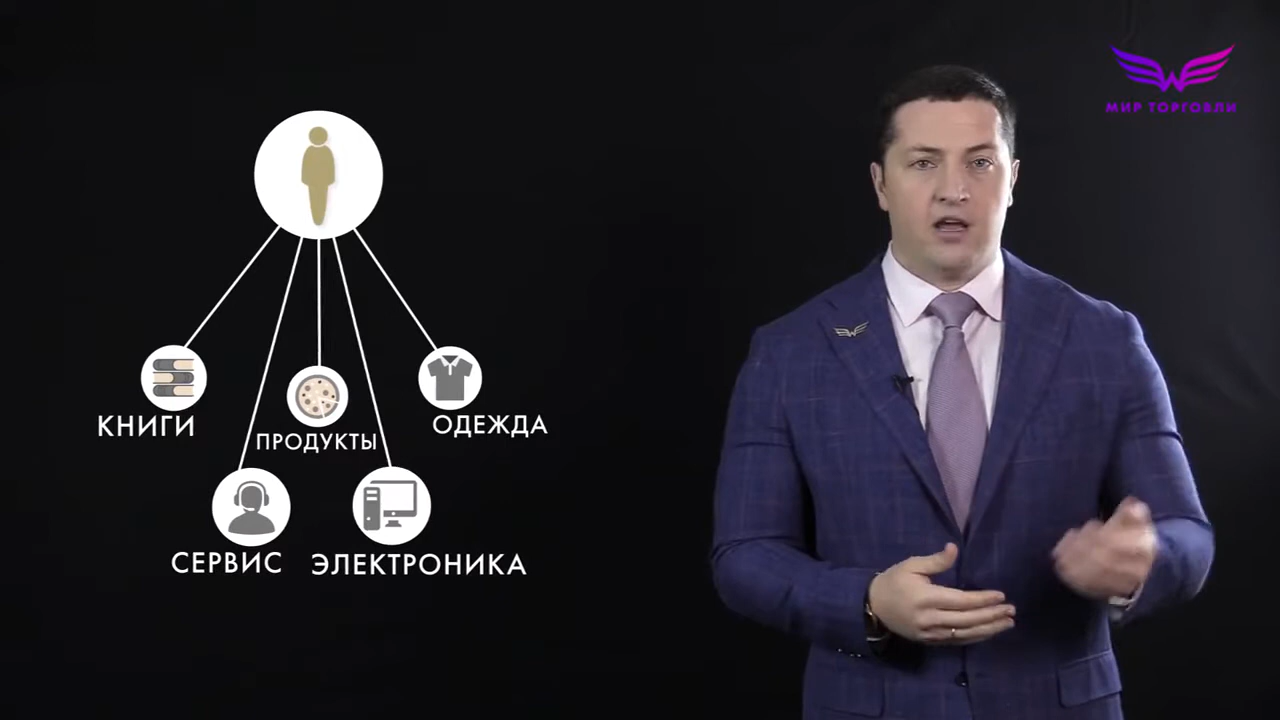 МИР ТОРГОВЛИ
КНИГИ
ПРОДУКТЫ
ОДЕЖДА
СЕРВИС
ЭЛЕКТРОНИКА